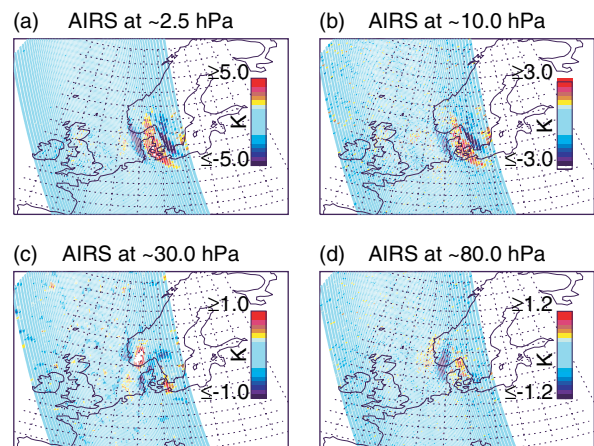 (a) AIRS at ~2.5 hPa
(b) AIRS at ~10.0 hPa
≥5.0
K
≤-5.0
≥3.0
K
≤-3.0
(c) AIRS at ~30.0 hPa
(d) AIRS at ~80.0 hPa
≥1.0
K
≤-1.0
≥1.2
K
≤-1.2